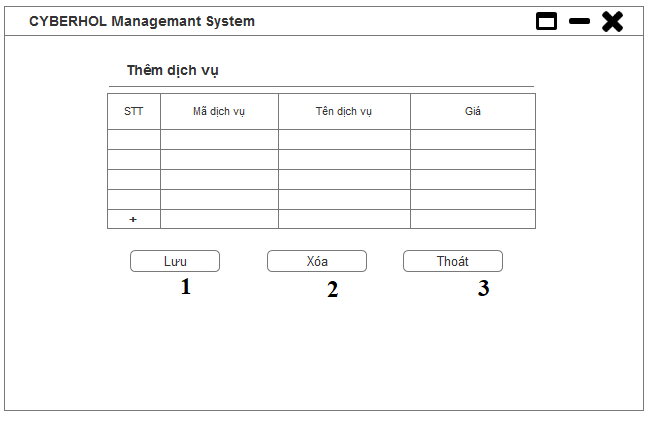 CYBERHOL Managemant System
Thêm dịch vụ
STT Mã dịch vụ Tên dịch vụ Giá
+
Lưu Xóa Thoát
1 2 3